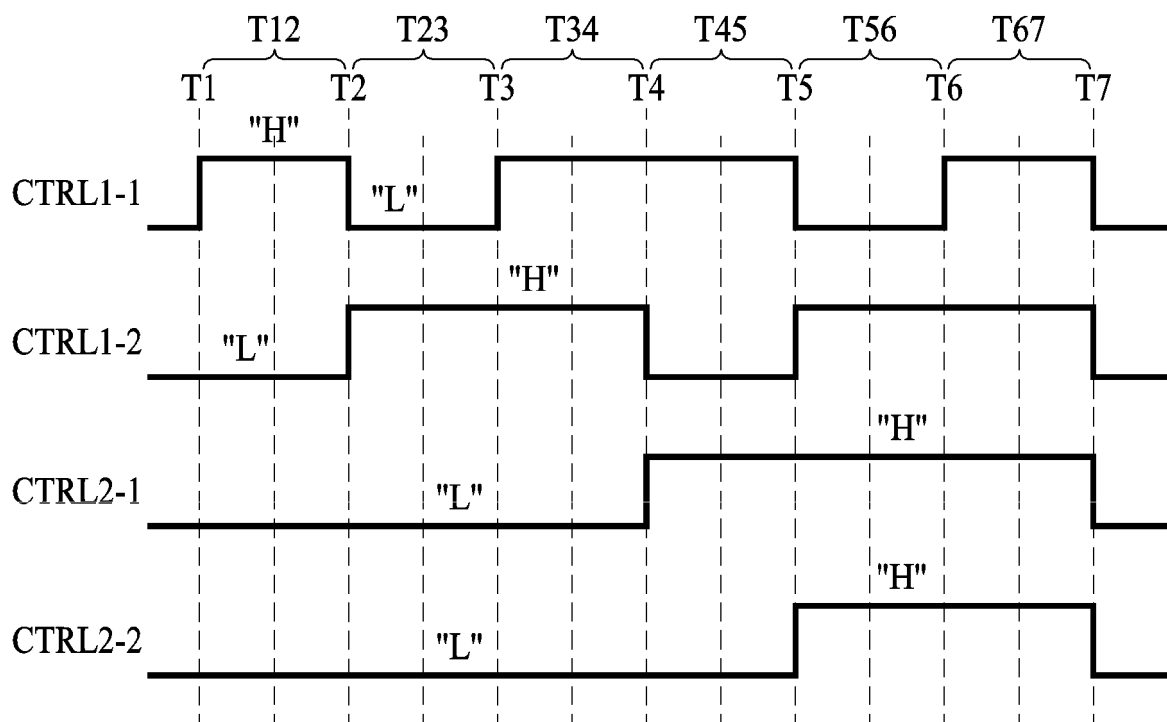 T12 T23 T34 T45 T56 T67
T1 T2 T3 T4 T5 T6 T7
"H"
CTRL1-1 "L"
"H"
CTRL1-2 "L"
"H"
CTRL2-1 "L"
"H"
CTRL2-2 "L"